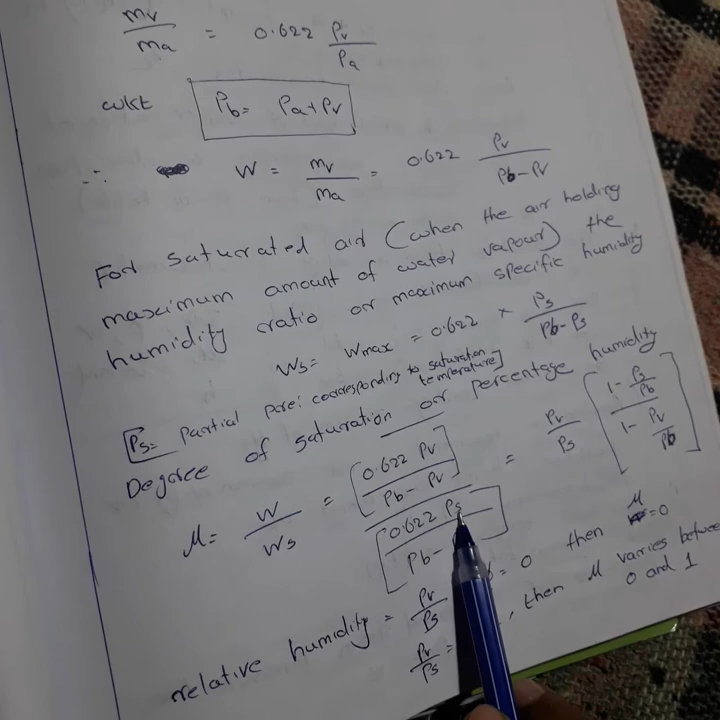 mv/ma = 0.622 Pv/Pa
wkt Pb = Pa+Pv
∴ W = mv/ma = 0.622 Pv/Pb-Pv
For saturated air (when the air holding
maximum amount of water vapour) the
humidity ratio or maximum specific humidity
Ws = Wmax = 0.622 × Ps/Pb-Ps
[Ps = Partial pre: corresponding to saturation temperature]
Degree of saturation or percentage humidity
μ = W/Ws = [0.622 Pv/Pb-Pv]/[0.622 Ps/Pb- = Pv/Ps [1-Ps/Pb / 1-Pv/Pb]
relative humidity = Pv/Ps = 0 then μ=0
Pv/Ps = , then μ varies between 0 and 1